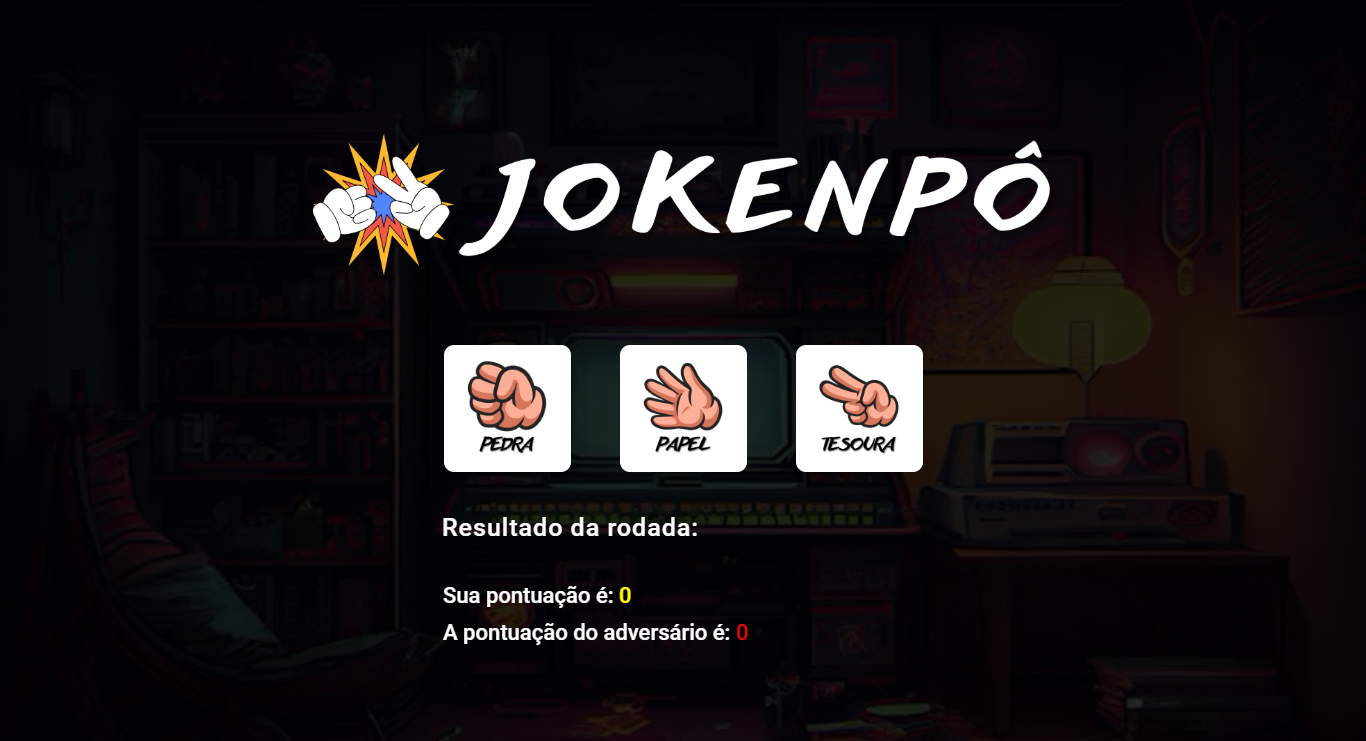 JOKENPÔ
PEDRA
PAPEL
TESOURA
Resultado da rodada:
Sua pontuação é: 0
A pontuação do adversário é: 0